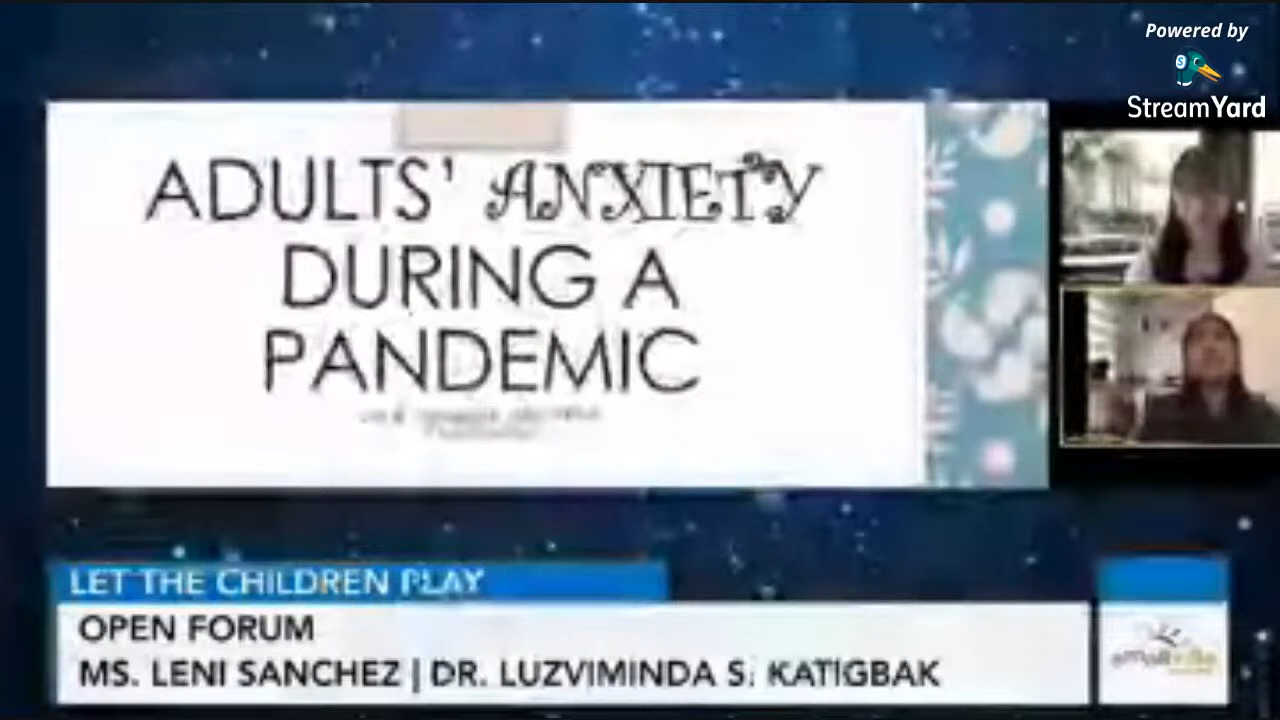 Powered by
StreamYard
ADULTS' ANXIETY
DURING A
PANDEMIC
LET THE CHILDREN PLAY
OPEN FORUM
MS. LENI SANCHEZ | DR. LUZVIMINDA S. KATIGBAK